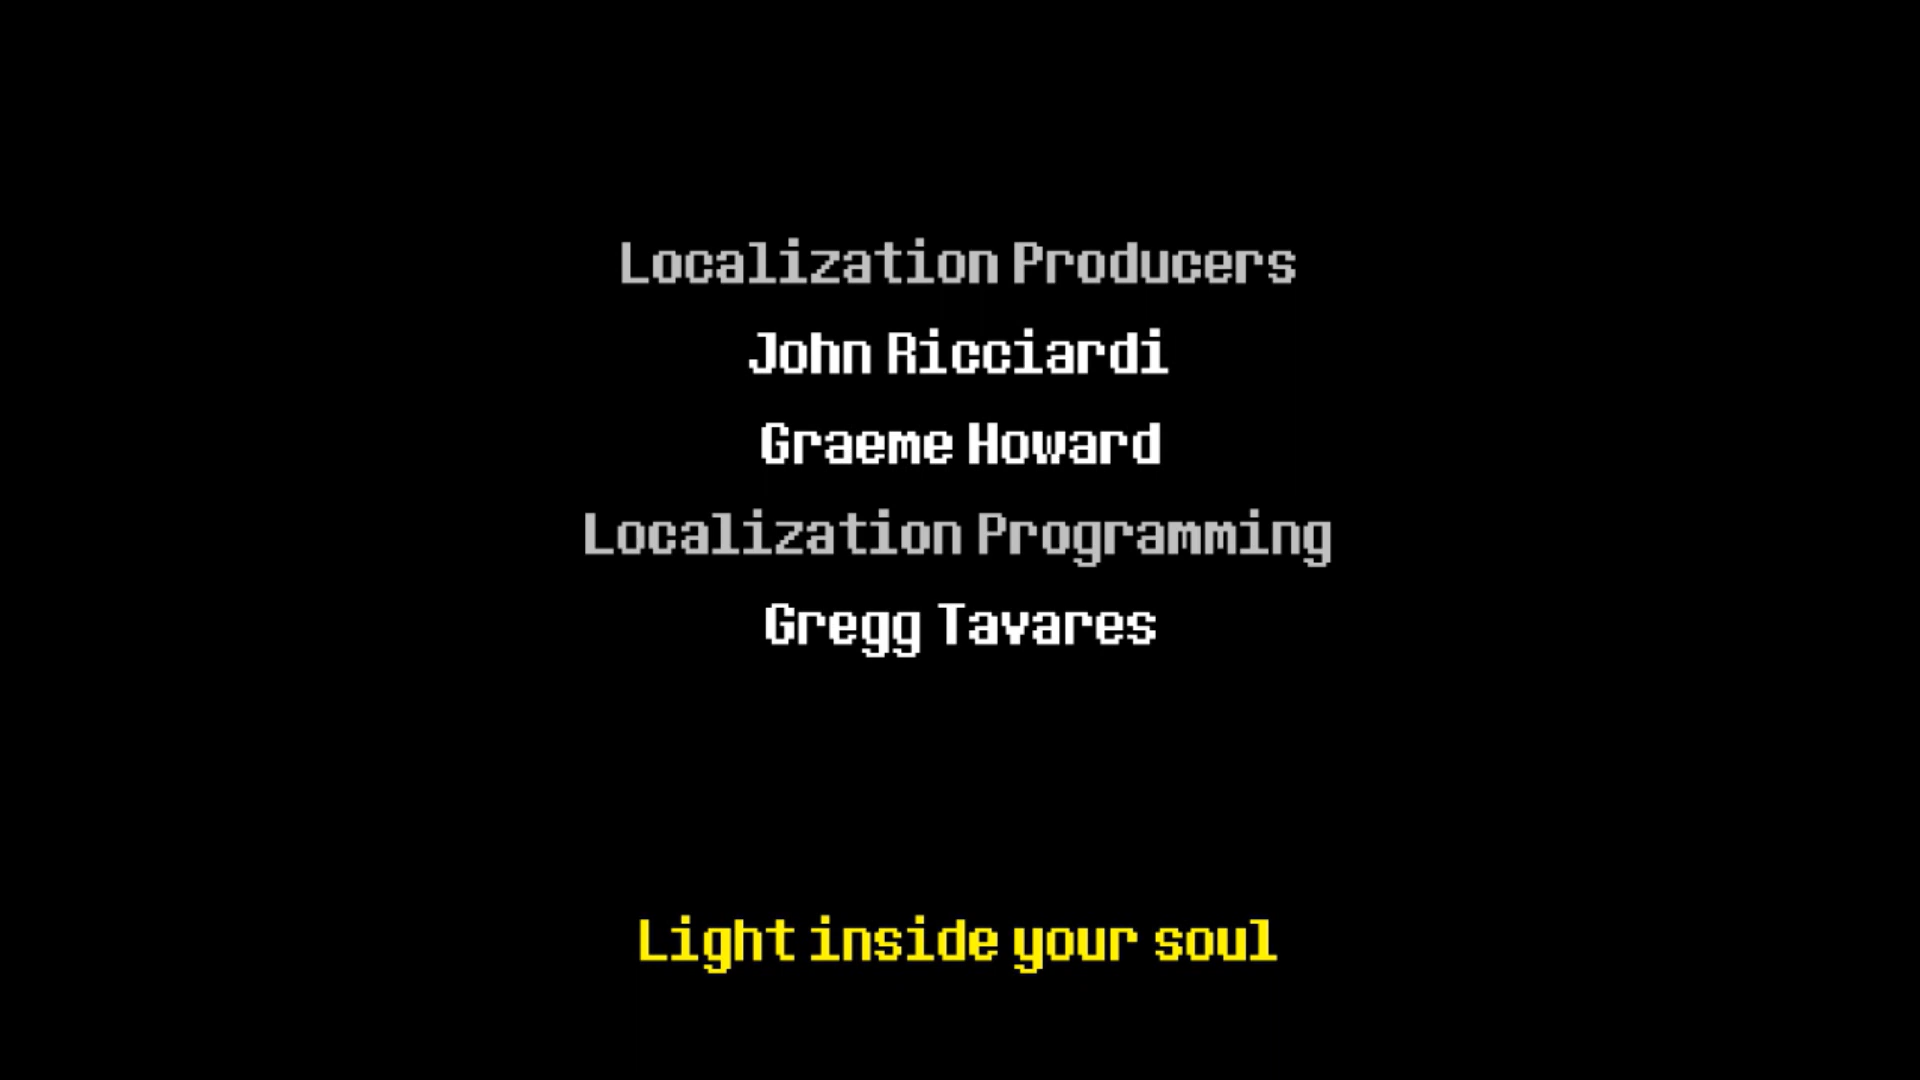 Localization Producers
John Ricciardi
Graeme Howard
Localization Programming
Gregg Tavares
Light inside your soul